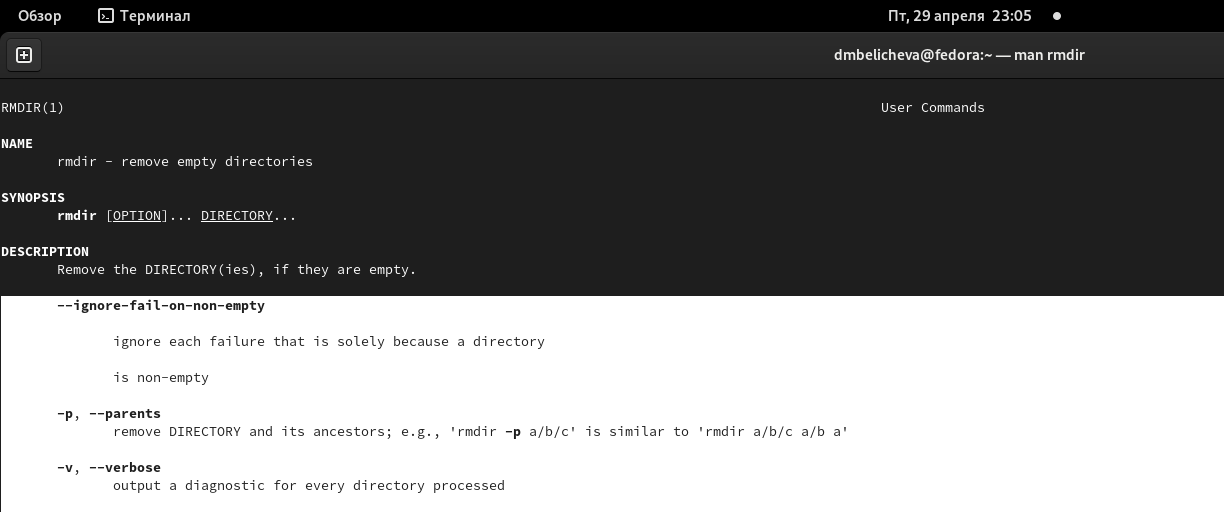 Обзор Терминал Пт, 29 апреля 23:05
dmbelicheva@fedora:~ — man rmdir
RMDIR(1) User Commands
NAME
rmdir - remove empty directories
SYNOPSIS
rmdir [OPTION]... DIRECTORY...
DESCRIPTION
Remove the DIRECTORY(ies), if they are empty.
--ignore-fail-on-non-empty
ignore each failure that is solely because a directory
is non-empty
-p, --parents
remove DIRECTORY and its ancestors; e.g., 'rmdir -p a/b/c' is similar to 'rmdir a/b/c a/b a'
-v, --verbose
output a diagnostic for every directory processed